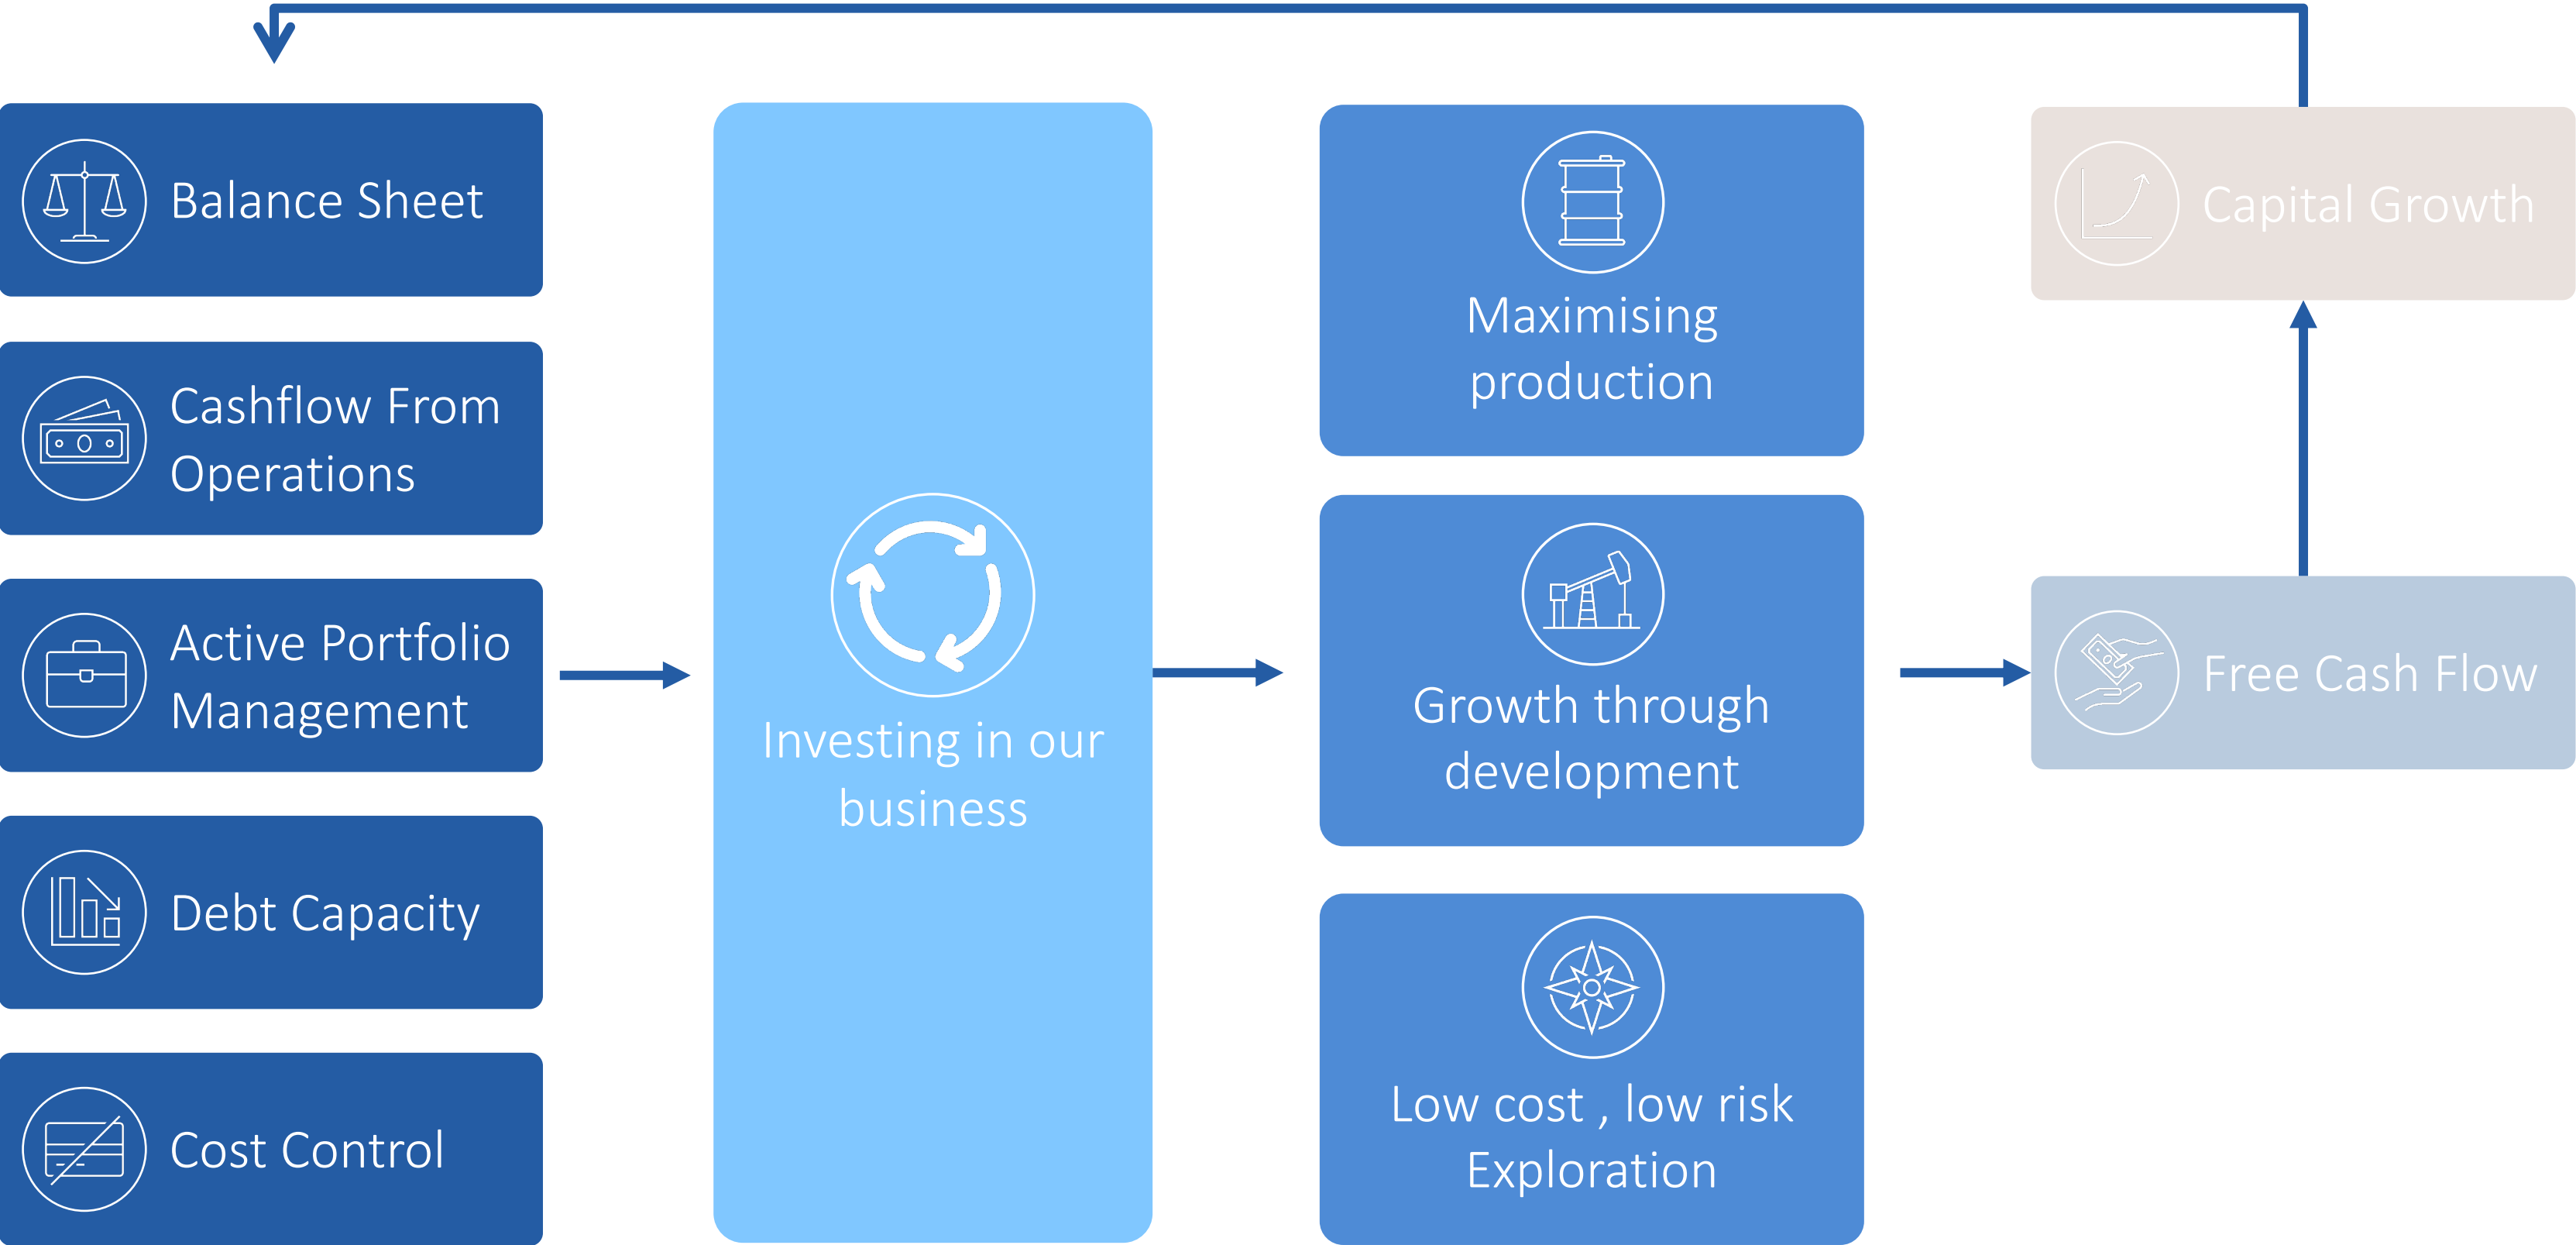 Balance Sheet
Cashflow From
Operations
Active Portfolio
Management
Debt Capacity
Cost Control
Investing in our
business
Maximising
production
Growth through
development
Low cost , low risk
Exploration
Capital Growth
Free Cash Flow